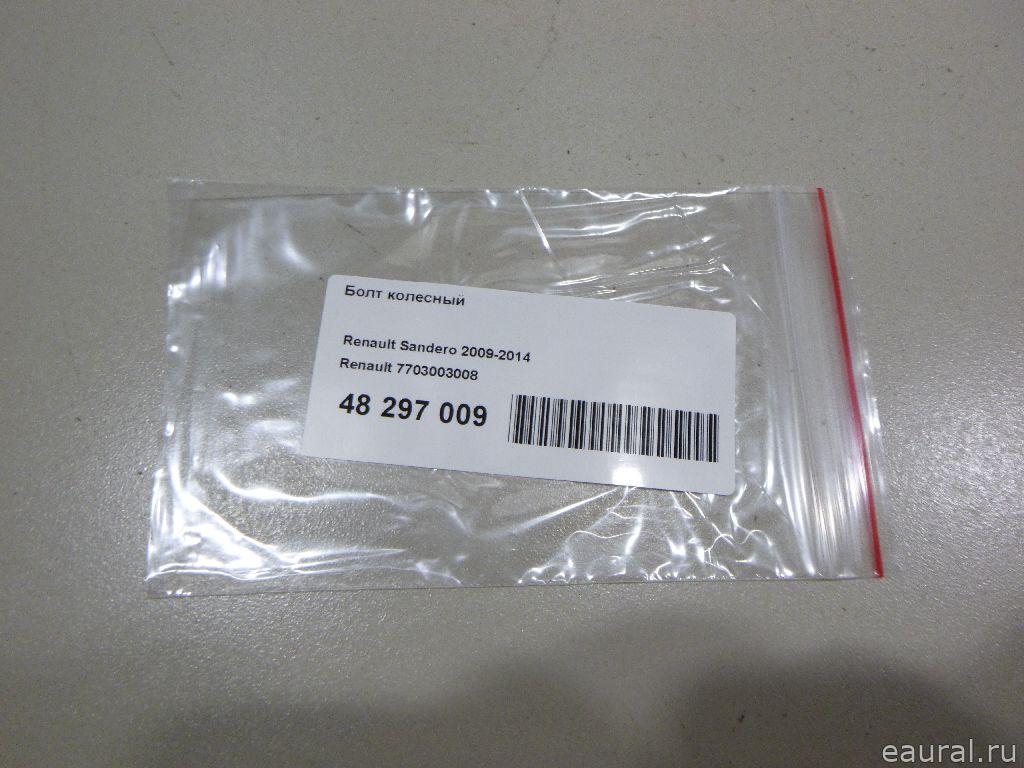 Болт колесный
Renault Sandero 2009-2014
Renault 7703003008
48 297 009
eaural.ru